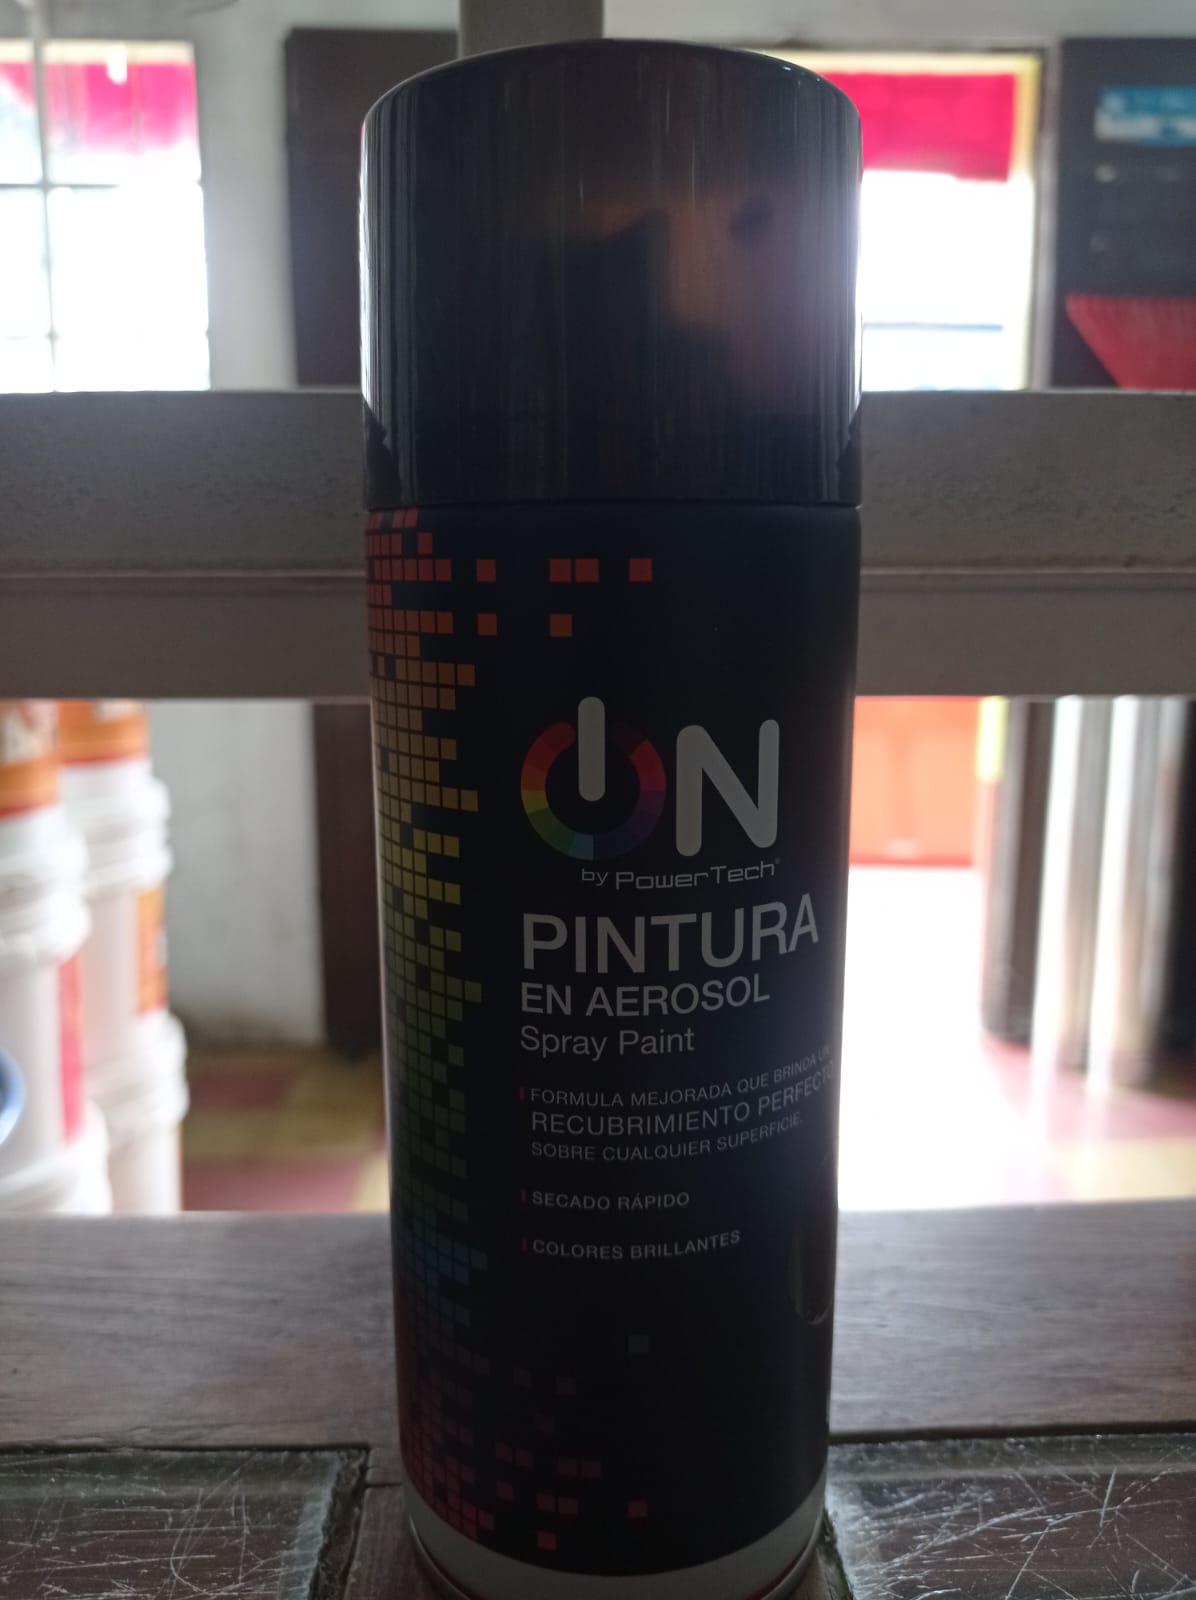 ON
by PowerTech®
PINTURA
EN AEROSOL
Spray Paint
FORMULA MEJORADA QUE BRINDA UN
RECUBRIMIENTO PERFECTO
SOBRE CUALQUIER SUPERFICIE.
SECADO RÁPIDO
COLORES BRILLANTES